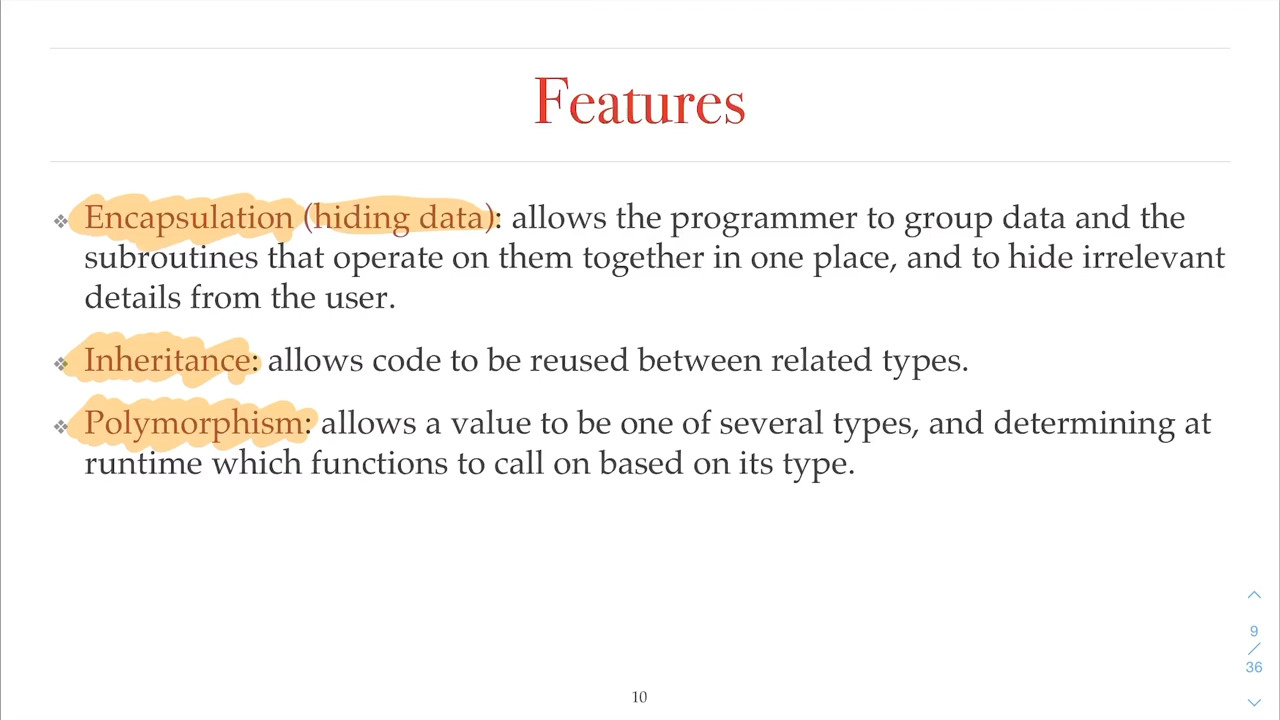 Features
Encapsulation (hiding data): allows the programmer to group data and the
subroutines that operate on them together in one place, and to hide irrelevant
details from the user.
Inheritance: allows code to be reused between related types.
Polymorphism: allows a value to be one of several types, and determining at
runtime which functions to call on based on its type.
9
/
36
10